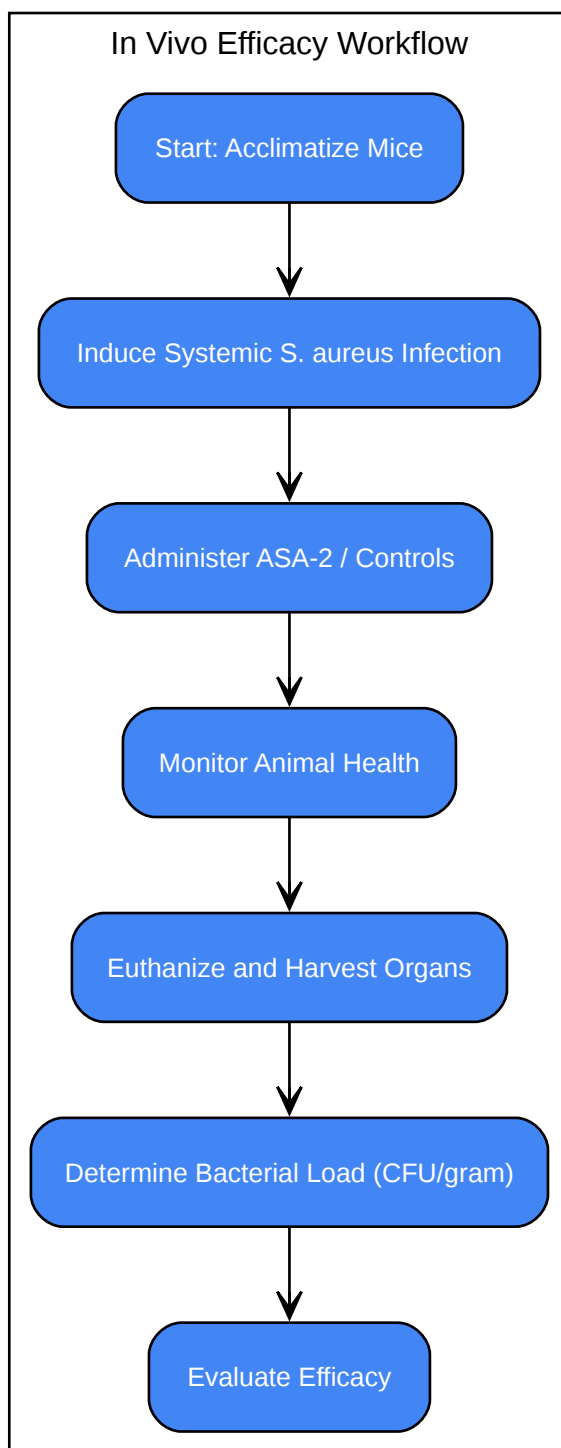 In Vivo Efficacy Workflow
Start: Acclimatize Mice
Induce Systemic S. aureus Infection
Administer ASA-2 / Controls
Monitor Animal Health
Euthanize and Harvest Organs
Determine Bacterial Load (CFU/gram)
Evaluate Efficacy